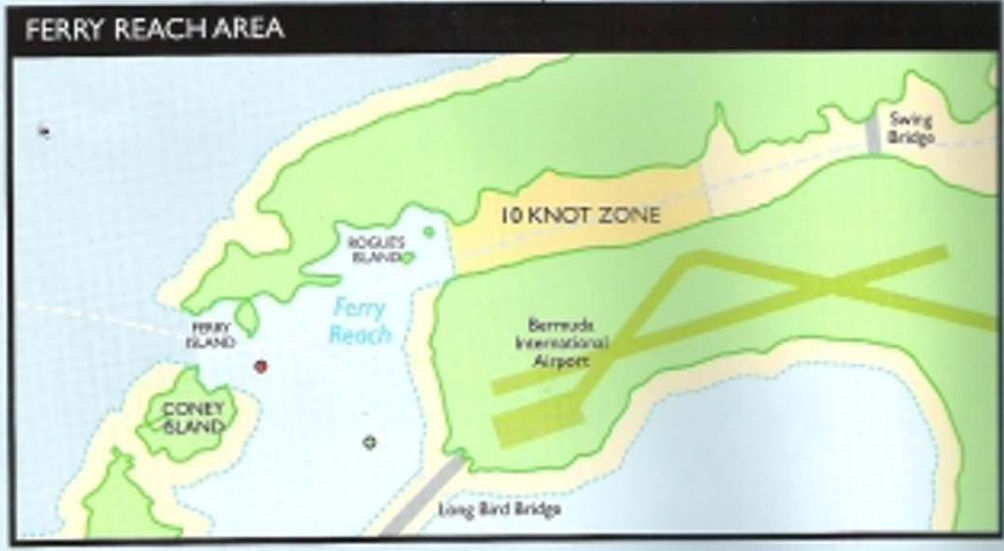 FERRY REACH AREA
Swing
Bridge
10 KNOT ZONE
ROGUES
ISLAND
Ferry
Reach
FERRY
ISLAND
Bermuda
International
Airport
CONEY
ISLAND
Long Bird Bridge